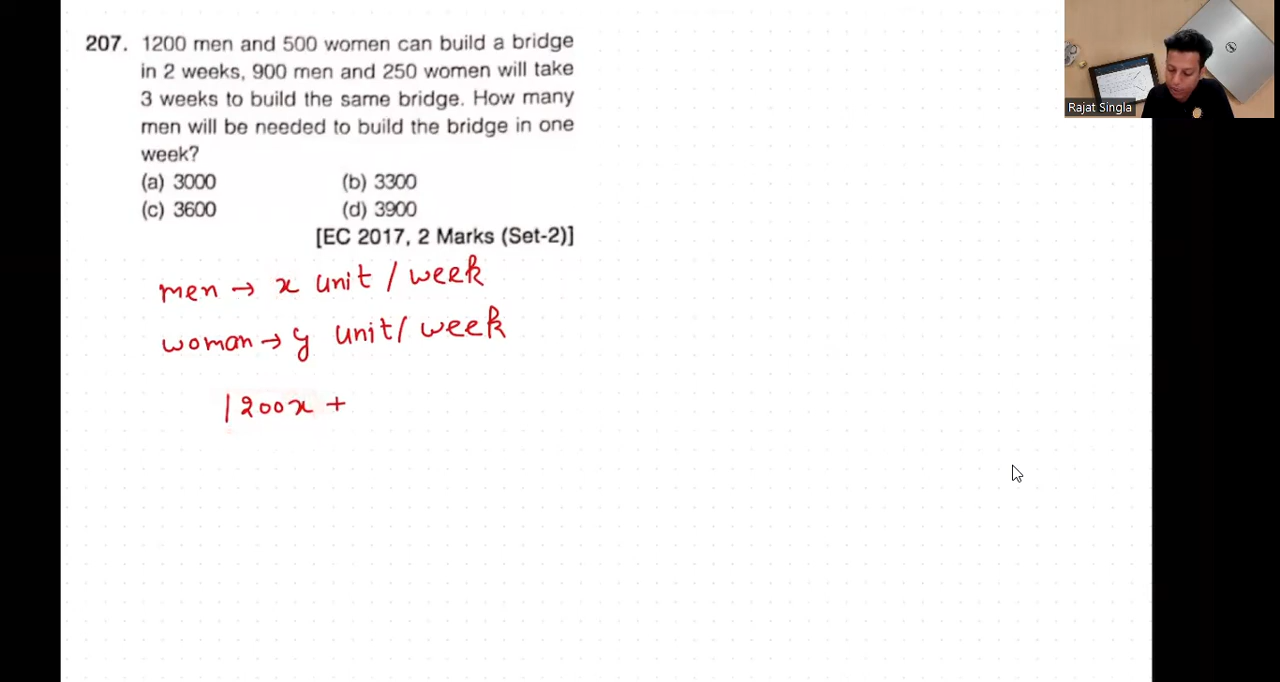 207. 1200 men and 500 women can build a bridge
in 2 weeks, 900 men and 250 women will take
3 weeks to build the same bridge. How many
men will be needed to build the bridge in one
week?
(a) 3000 (b) 3300
(c) 3600 (d) 3900
[EC 2017, 2 Marks (Set-2)]
men → x unit / week
woman → y unit / week
1200x +
Rajat Singla